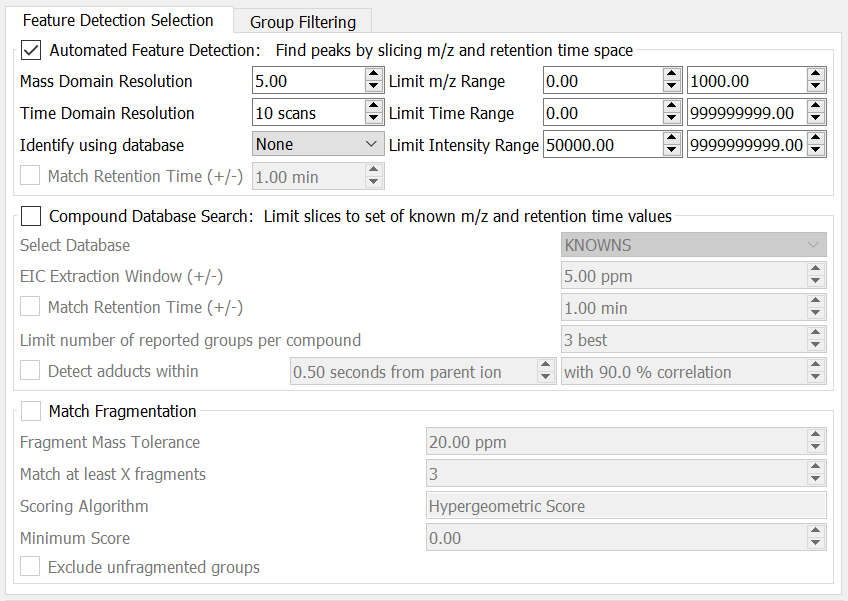 Feature Detection Selection Group Filtering
Automated Feature Detection: Find peaks by slicing m/z and retention time space
Mass Domain Resolution 5.00 Limit m/z Range 0.00 1000.00
Time Domain Resolution 10 scans Limit Time Range 0.00 999999999.00
Identify using database None Limit Intensity Range 50000.00 9999999999.00
Match Retention Time (+/-) 1.00 min
Compound Database Search: Limit slices to set of known m/z and retention time values
Select Database KNOWNS
EIC Extraction Window (+/-) 5.00 ppm
Match Retention Time (+/-) 1.00 min
Limit number of reported groups per compound 3 best
Detect adducts within 0.50 seconds from parent ion with 90.0 % correlation
Match Fragmentation
Fragment Mass Tolerance 20.00 ppm
Match at least X fragments 3
Scoring Algorithm Hypergeometric Score
Minimum Score 0.00
Exclude unfragmented groups